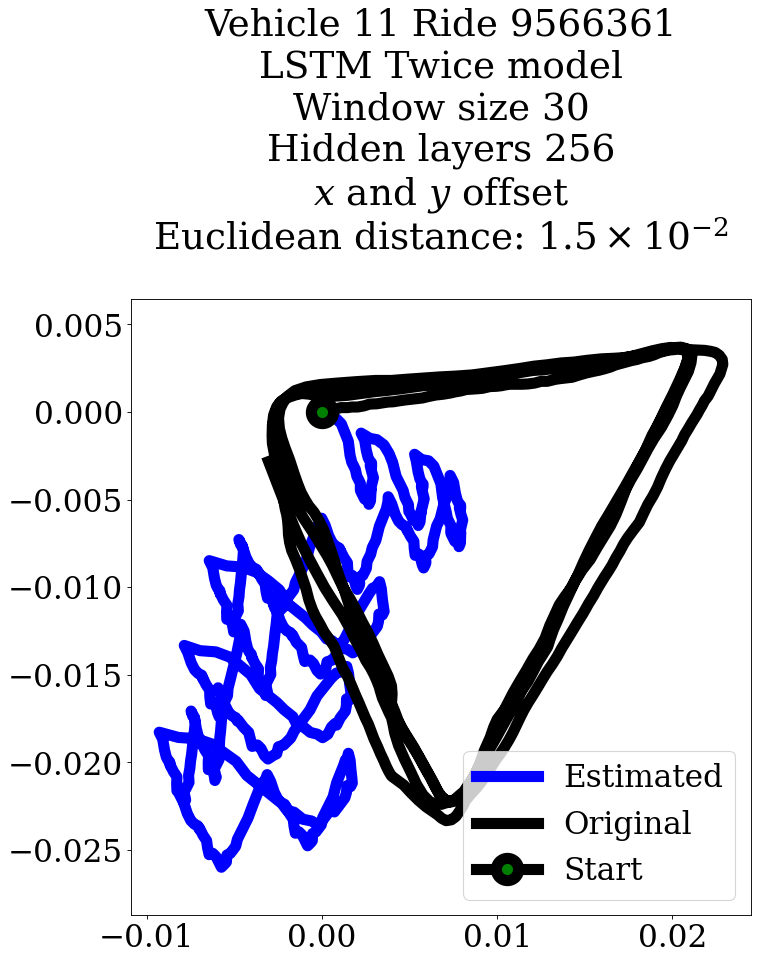 Vehicle 11 Ride 9566361
LSTM Twice model
Window size 30
Hidden layers 256
x and y offset
Euclidean distance: 1.5 × 10⁻²
0.005
0.000
−0.005
−0.010
−0.015
−0.020
−0.025
−0.01
0.00
0.01
0.02
Estimated
Original
Start